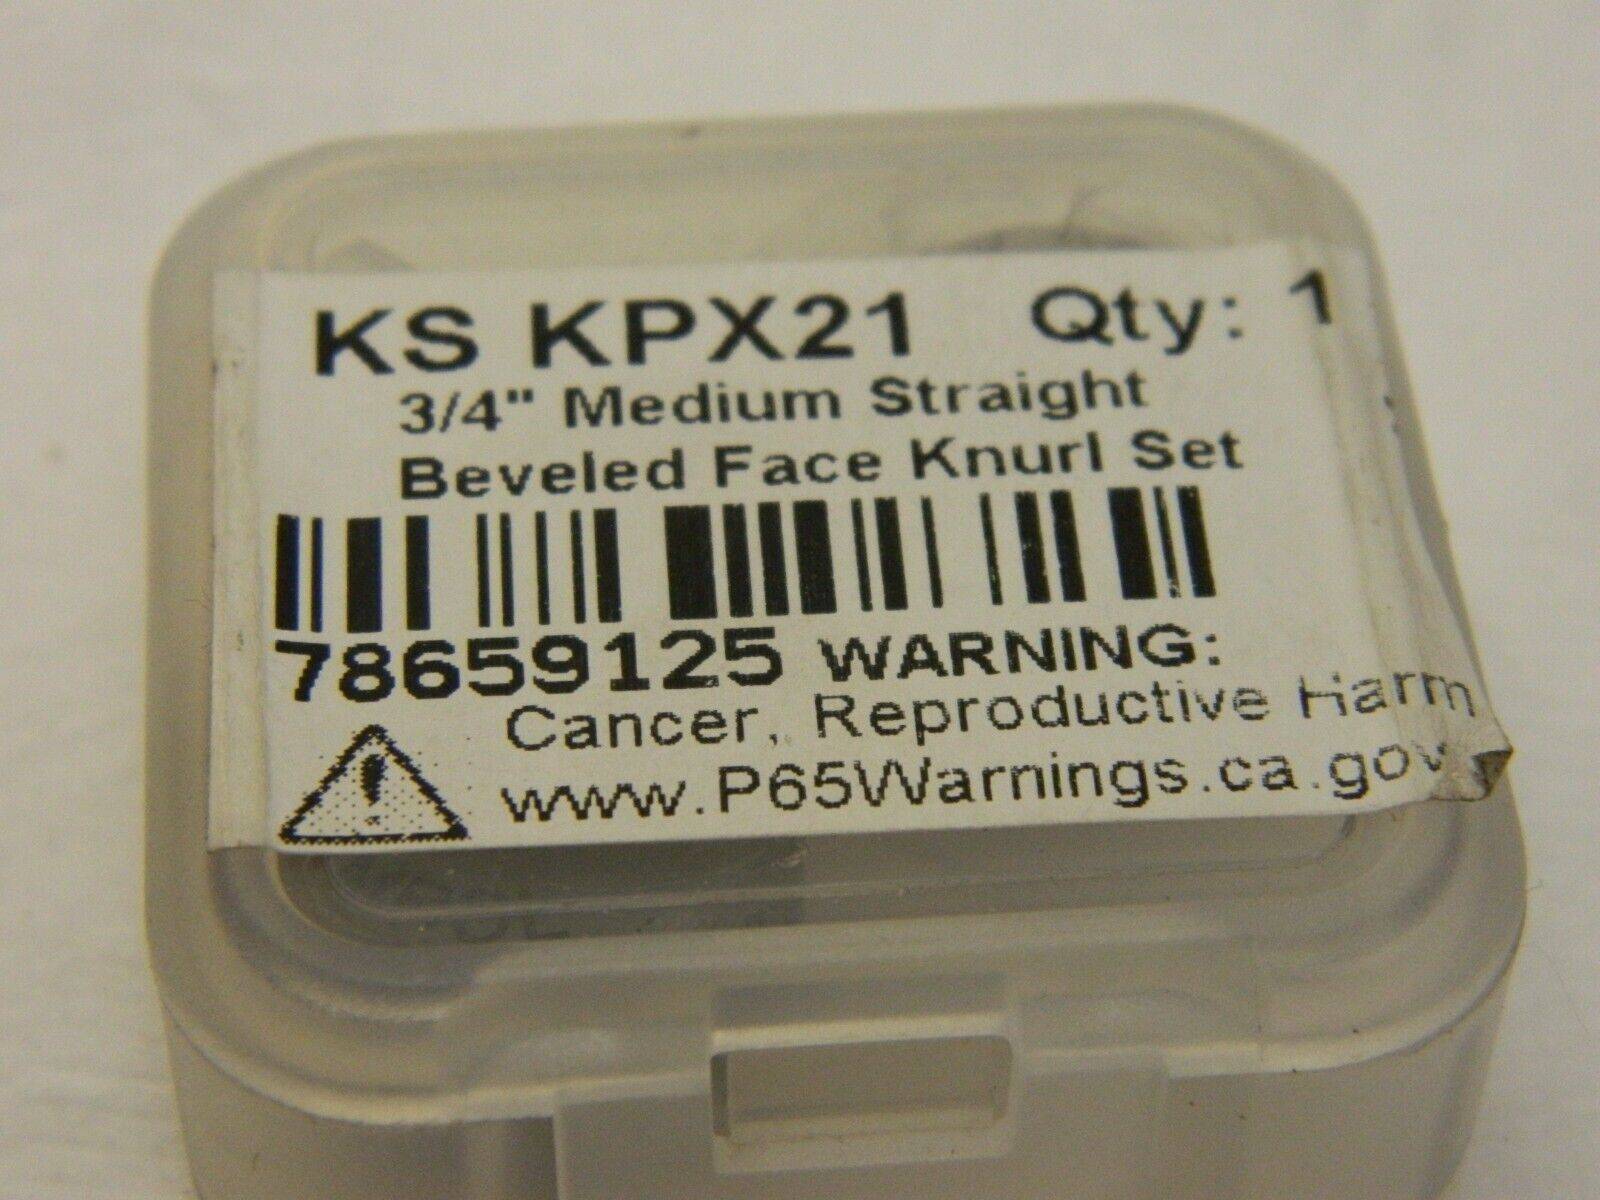 KS KPX21 Qty: 1
3/4" Medium Straight
Beveled Face Knurl Set
78659125 WARNING:
Cancer, Reproductive Harm
www.P65Warnings.ca.gov